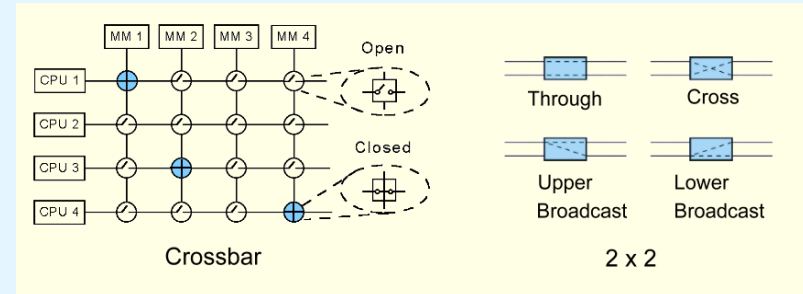 MM 1 MM 2 MM 3 MM 4
Open
CPU 1
CPU 2
CPU 3
CPU 4
Closed
Crossbar
Through
Cross
Upper
Broadcast
Lower
Broadcast
2 x 2